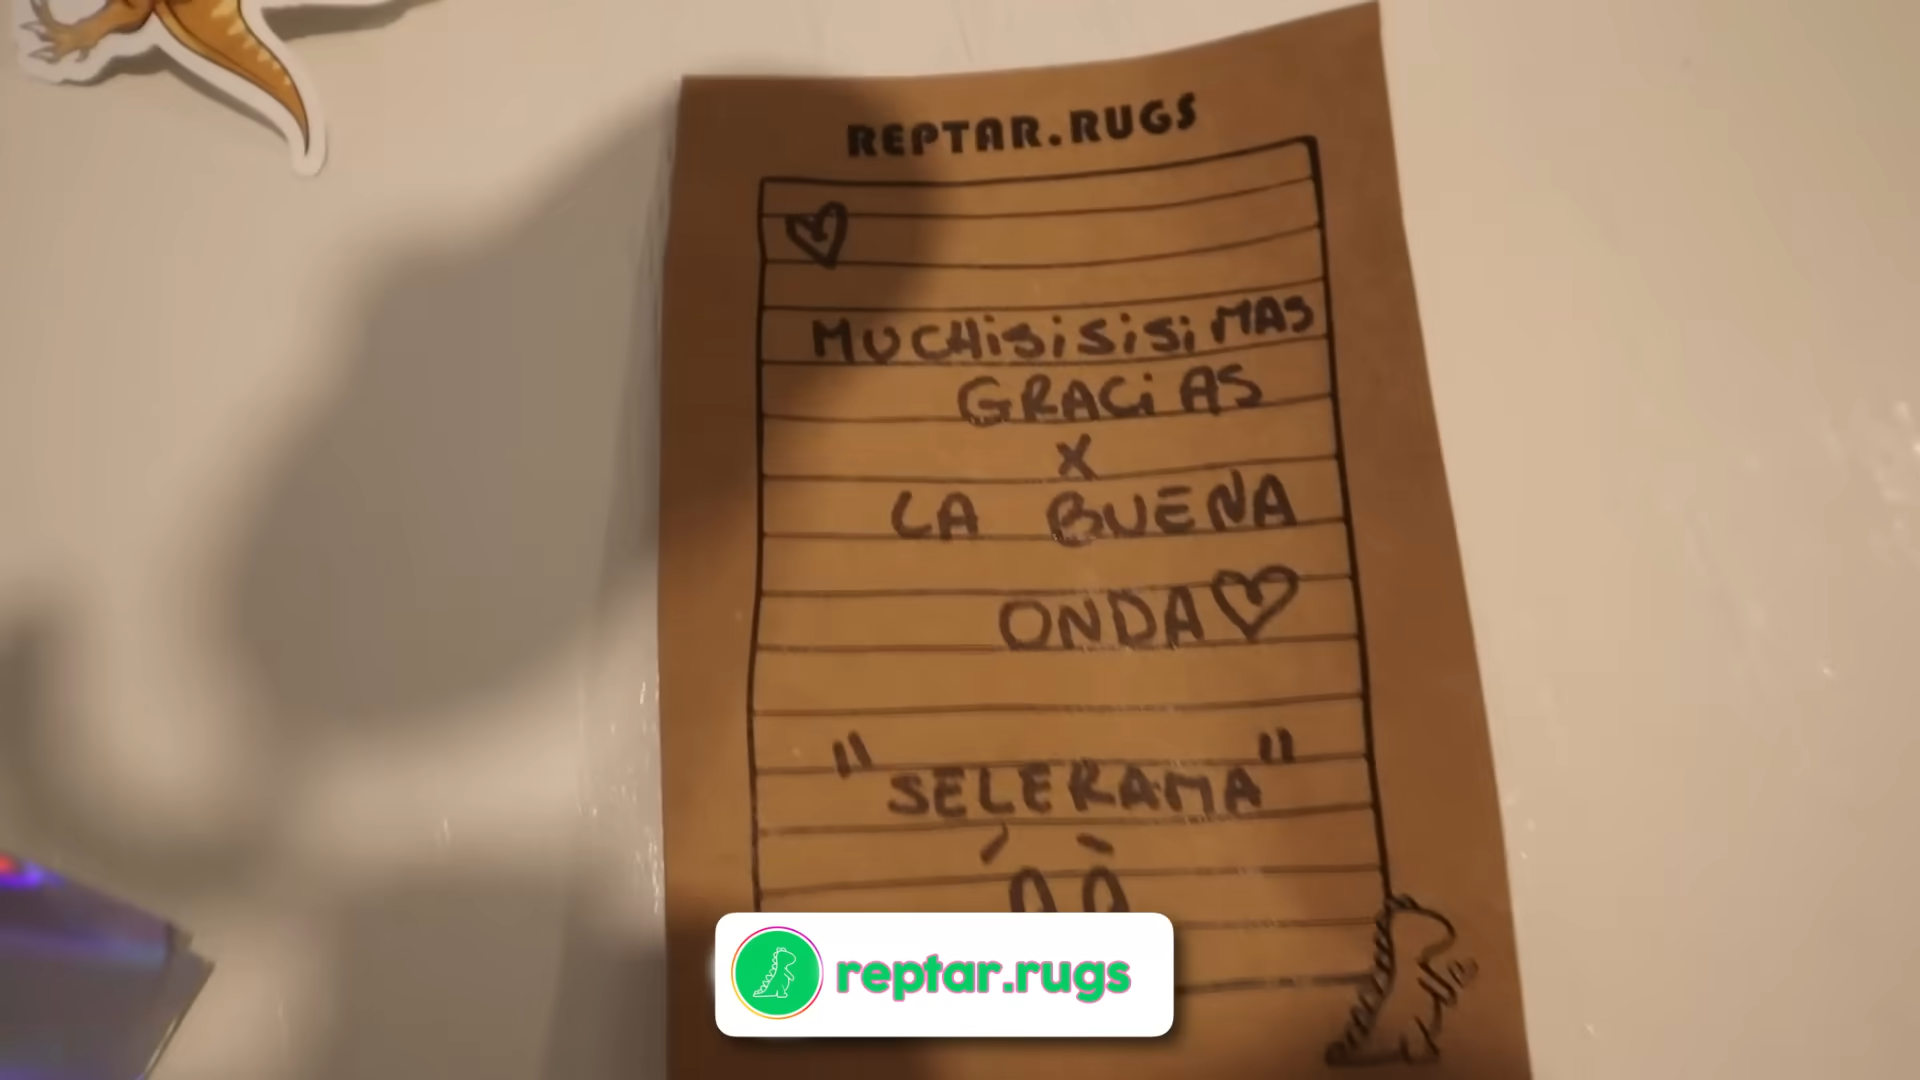 REPTAR.RUGS
MUCHiSiSiSiMAS
GRACiAS
X
LA BUENA
ONDA
"SELERAMA"
reptar.rugs